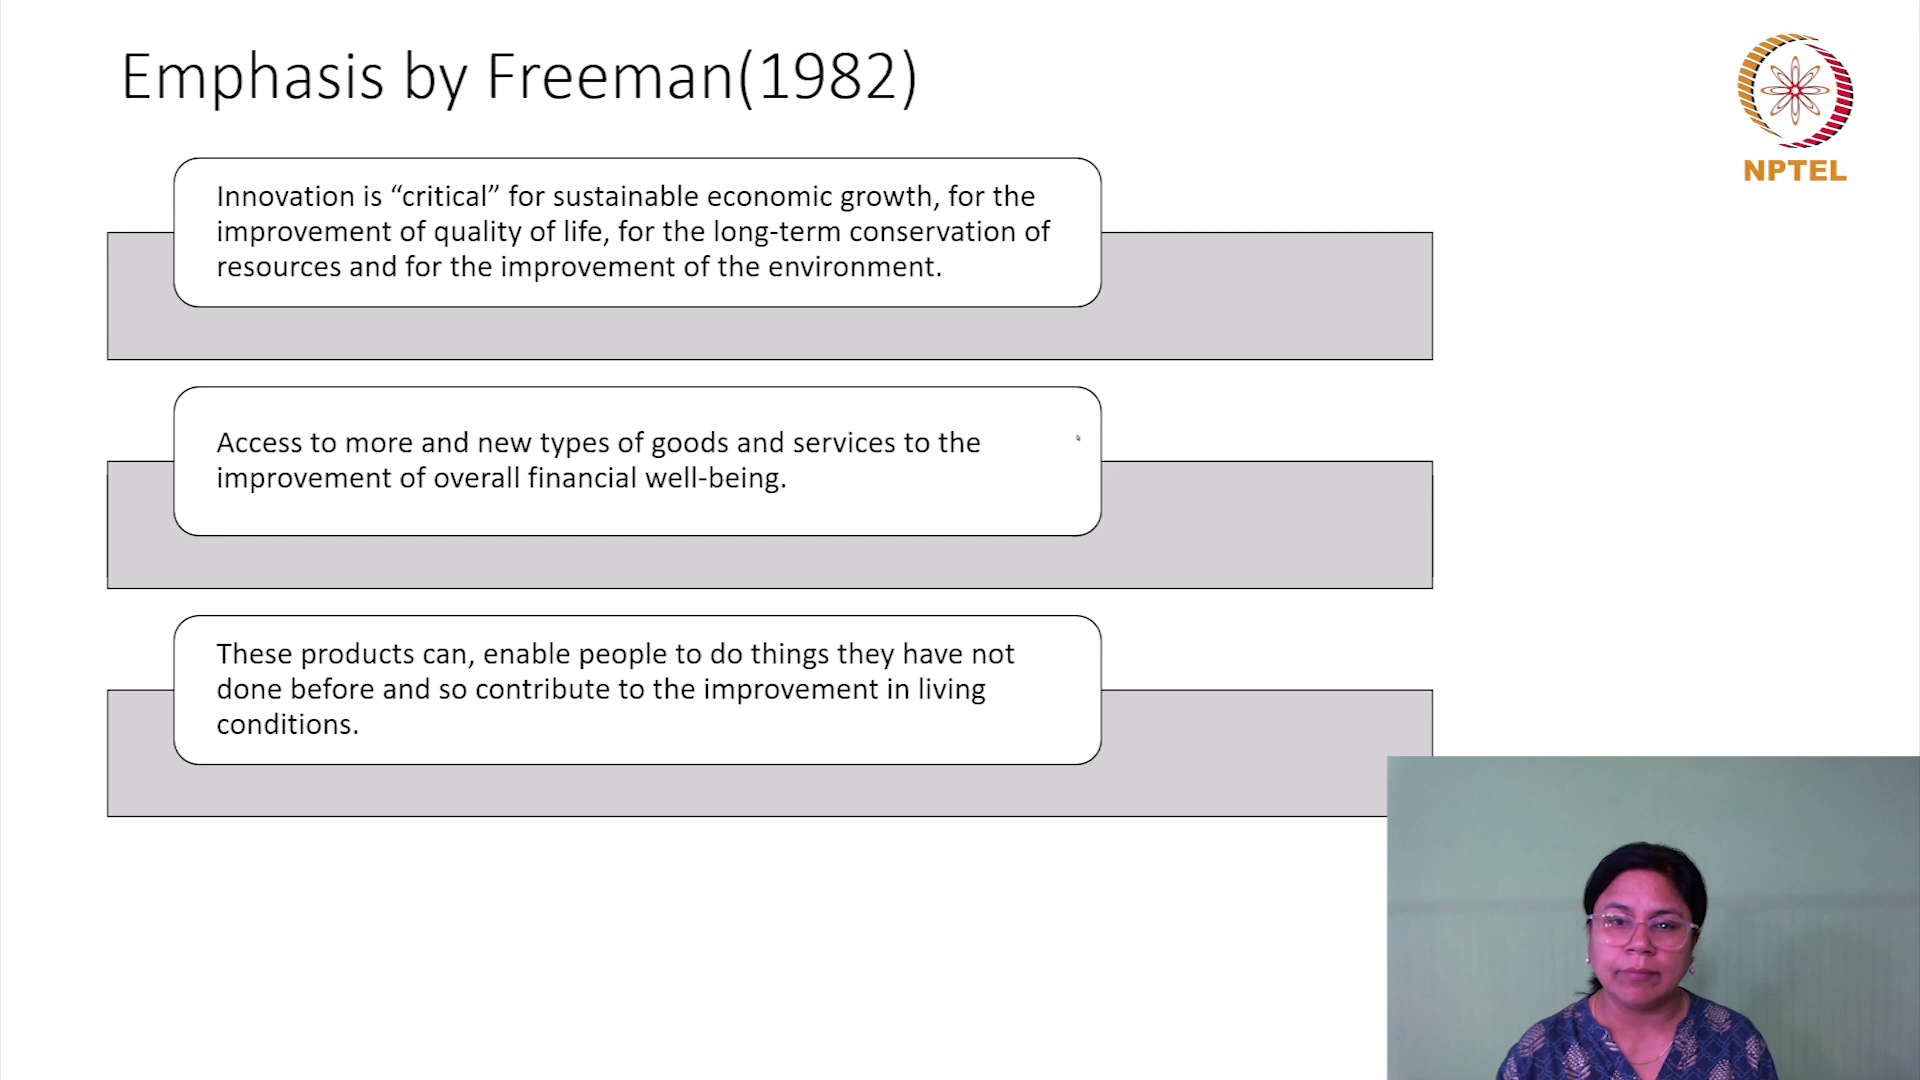 Emphasis by Freeman(1982)
NPTEL
Innovation is “critical” for sustainable economic growth, for the
improvement of quality of life, for the long-term conservation of
resources and for the improvement of the environment.
Access to more and new types of goods and services to the
improvement of overall financial well-being.
These products can, enable people to do things they have not
done before and so contribute to the improvement in living
conditions.